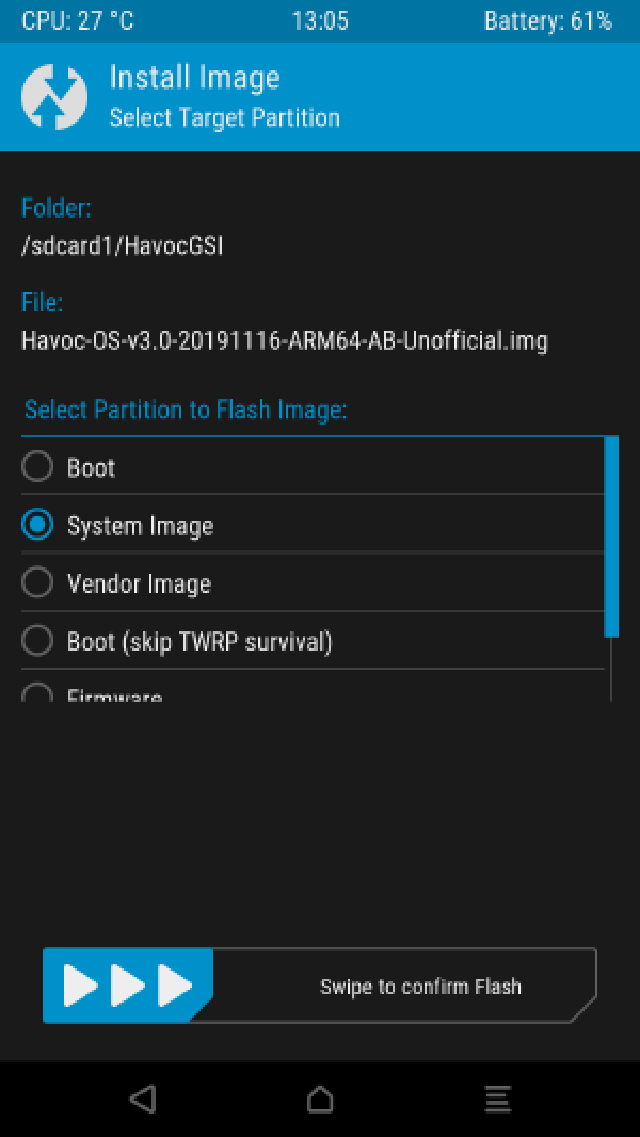 CPU: 27 °C 13:05 Battery: 61%
Install Image
Select Target Partition
Folder:
/sdcard1/HavocGSI
File:
Havoc-OS-v3.0-20191116-ARM64-AB-Unofficial.img
Select Partition to Flash Image:
Boot
System Image
Vendor Image
Boot (skip TWRP survival)
Firmware
Swipe to confirm Flash